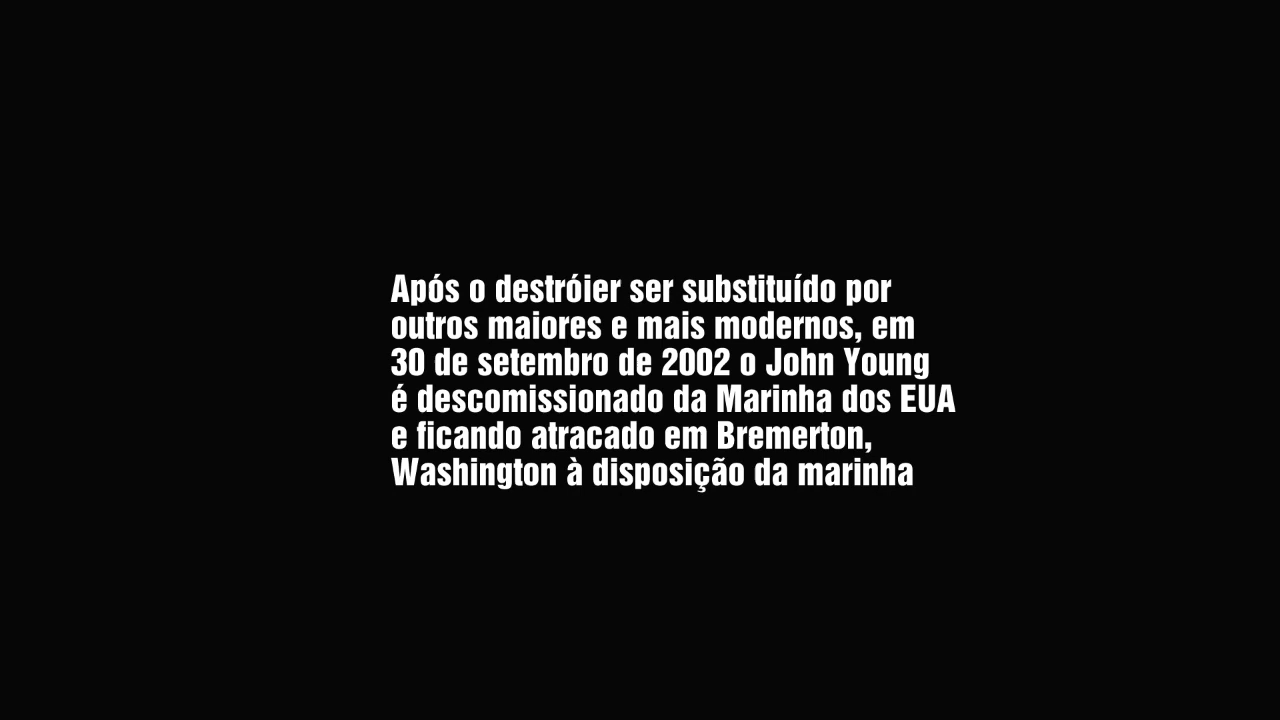 Após o destróier ser substituído por
outros maiores e mais modernos, em
30 de setembro de 2002 o John Young
é descomissionado da Marinha dos EUA
e ficando atracado em Bremerton,
Washington à disposição da marinha